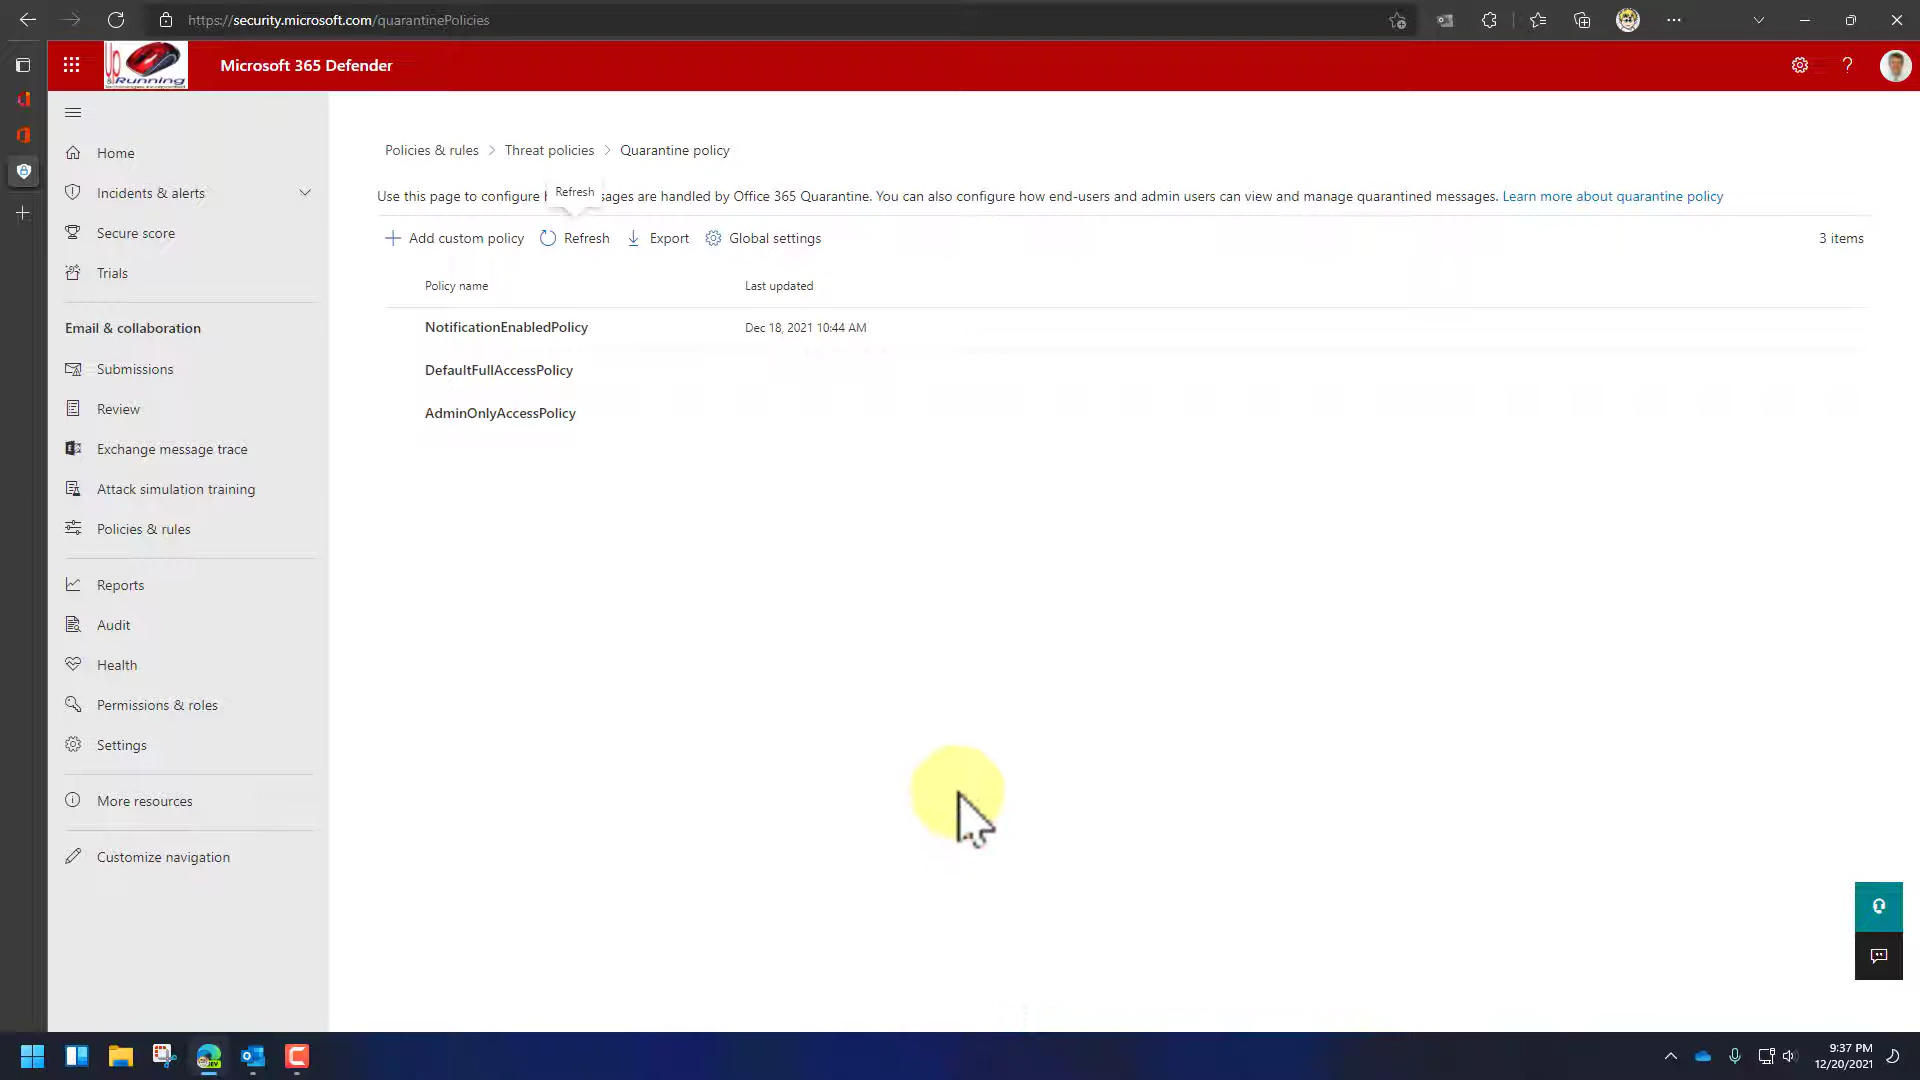 https://security.microsoft.com/quarantinePolicies
Up
Running
Microsoft 365 Defender
?
Home
Incidents & alerts
Secure score
Trials
Email & collaboration
Submissions
Review
Exchange message trace
Attack simulation training
Policies & rules
Reports
Audit
Health
Permissions & roles
Settings
More resources
Customize navigation
Policies & rules > Threat policies > Quarantine policy
Refresh
Use this page to configure h sages are handled by Office 365 Quarantine. You can also configure how end-users and admin users can view and manage quarantined messages. Learn more about quarantine policy
Add custom policy Refresh Export Global settings 3 items
Policy name Last updated
NotificationEnabledPolicy Dec 18, 2021 10:44 AM
DefaultFullAccessPolicy
AdminOnlyAccessPolicy
9:37 PM
12/20/2021